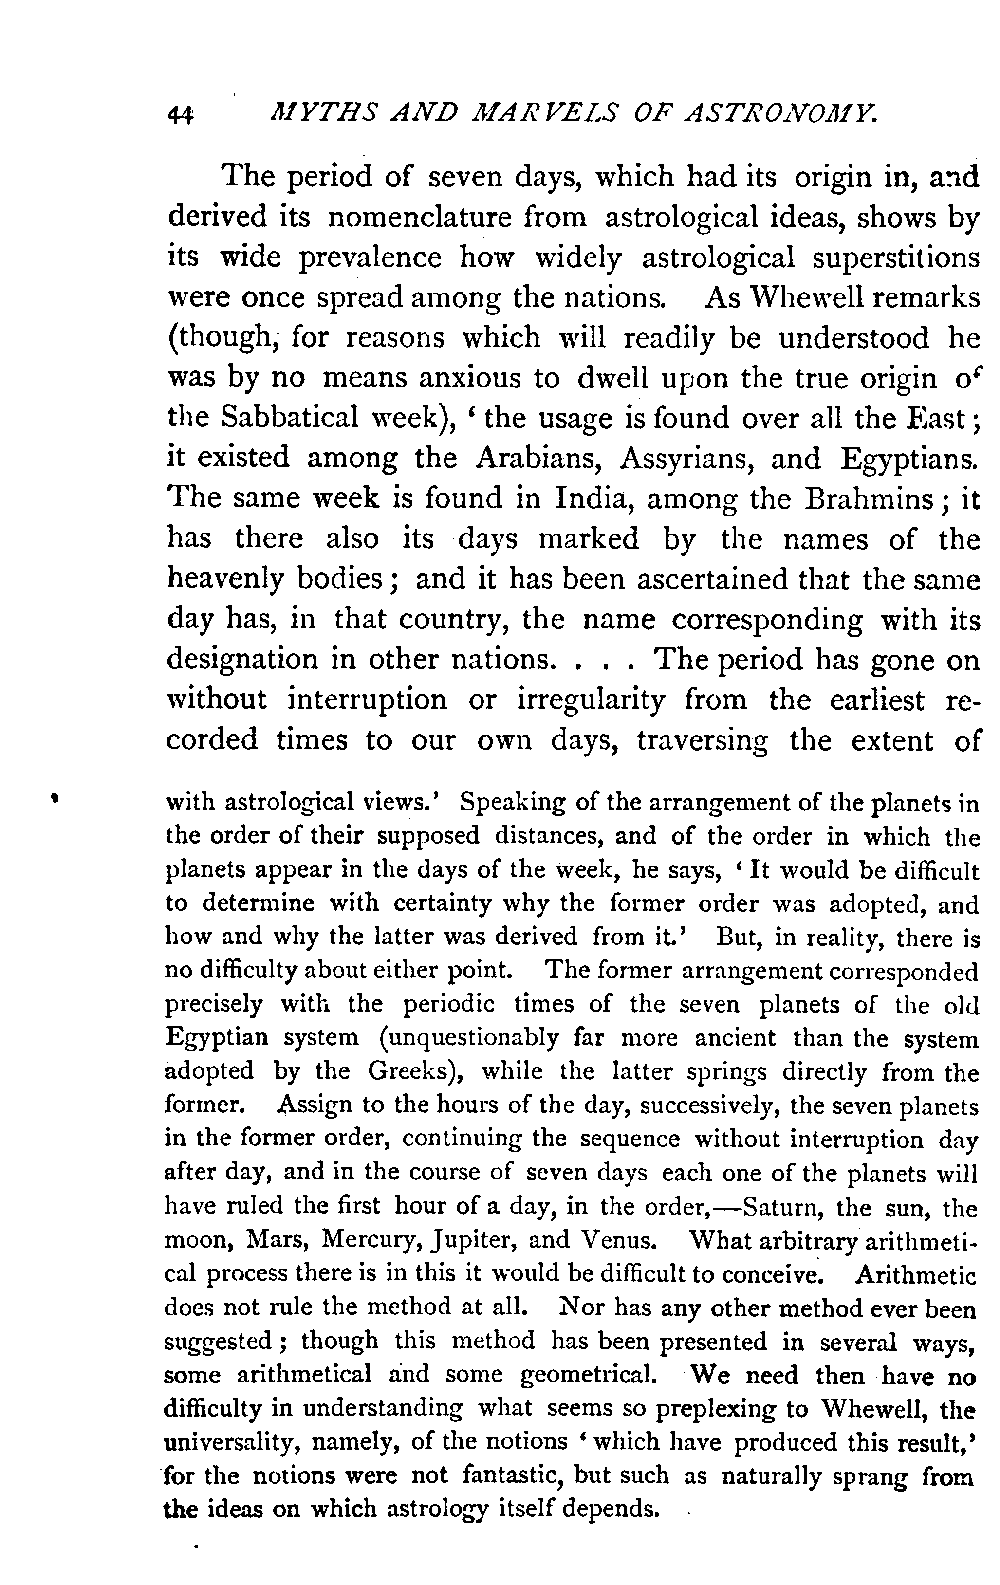 44 MYTHS AND MARVELS OF ASTRONOMY.
The period of seven days, which had its origin in, and
derived its nomenclature from astrological ideas, shows by
its wide prevalence how widely astrological superstitions
were once spread among the nations. As Whewell remarks
(though, for reasons which will readily be understood he
was by no means anxious to dwell upon the true origin of
the Sabbatical week), ‘ the usage is found over all the East ;
it existed among the Arabians, Assyrians, and Egyptians.
The same week is found in India, among the Brahmins ; it
has there also its days marked by the names of the
heavenly bodies ; and it has been ascertained that the same
day has, in that country, the name corresponding with its
designation in other nations. . . . The period has gone on
without interruption or irregularity from the earliest re-
corded times to our own days, traversing the extent of
with astrological views.’ Speaking of the arrangement of the planets in
the order of their supposed distances, and of the order in which the
planets appear in the days of the week, he says, ‘ It would be difficult
to determine with certainty why the former order was adopted, and
how and why the latter was derived from it.’ But, in reality, there is
no difficulty about either point. The former arrangement corresponded
precisely with the periodic times of the seven planets of the old
Egyptian system (unquestionably far more ancient than the system
adopted by the Greeks), while the latter springs directly from the
former. Assign to the hours of the day, successively, the seven planets
in the former order, continuing the sequence without interruption day
after day, and in the course of seven days each one of the planets will
have ruled the first hour of a day, in the order,—Saturn, the sun, the
moon, Mars, Mercury, Jupiter, and Venus. What arbitrary arithmeti-
cal process there is in this it would be difficult to conceive. Arithmetic
does not rule the method at all. Nor has any other method ever been
suggested ; though this method has been presented in several ways,
some arithmetical and some geometrical. We need then have no
difficulty in understanding what seems so preplexing to Whewell, the
universality, namely, of the notions ‘ which have produced this result,’
for the notions were not fantastic, but such as naturally sprang from
the ideas on which astrology itself depends.